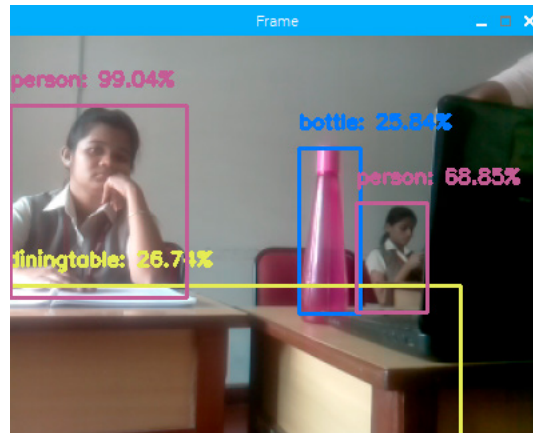 Frame
person: 99.04%
bottle: 25.84%
person: 68.85%
diningtable: 26.74%